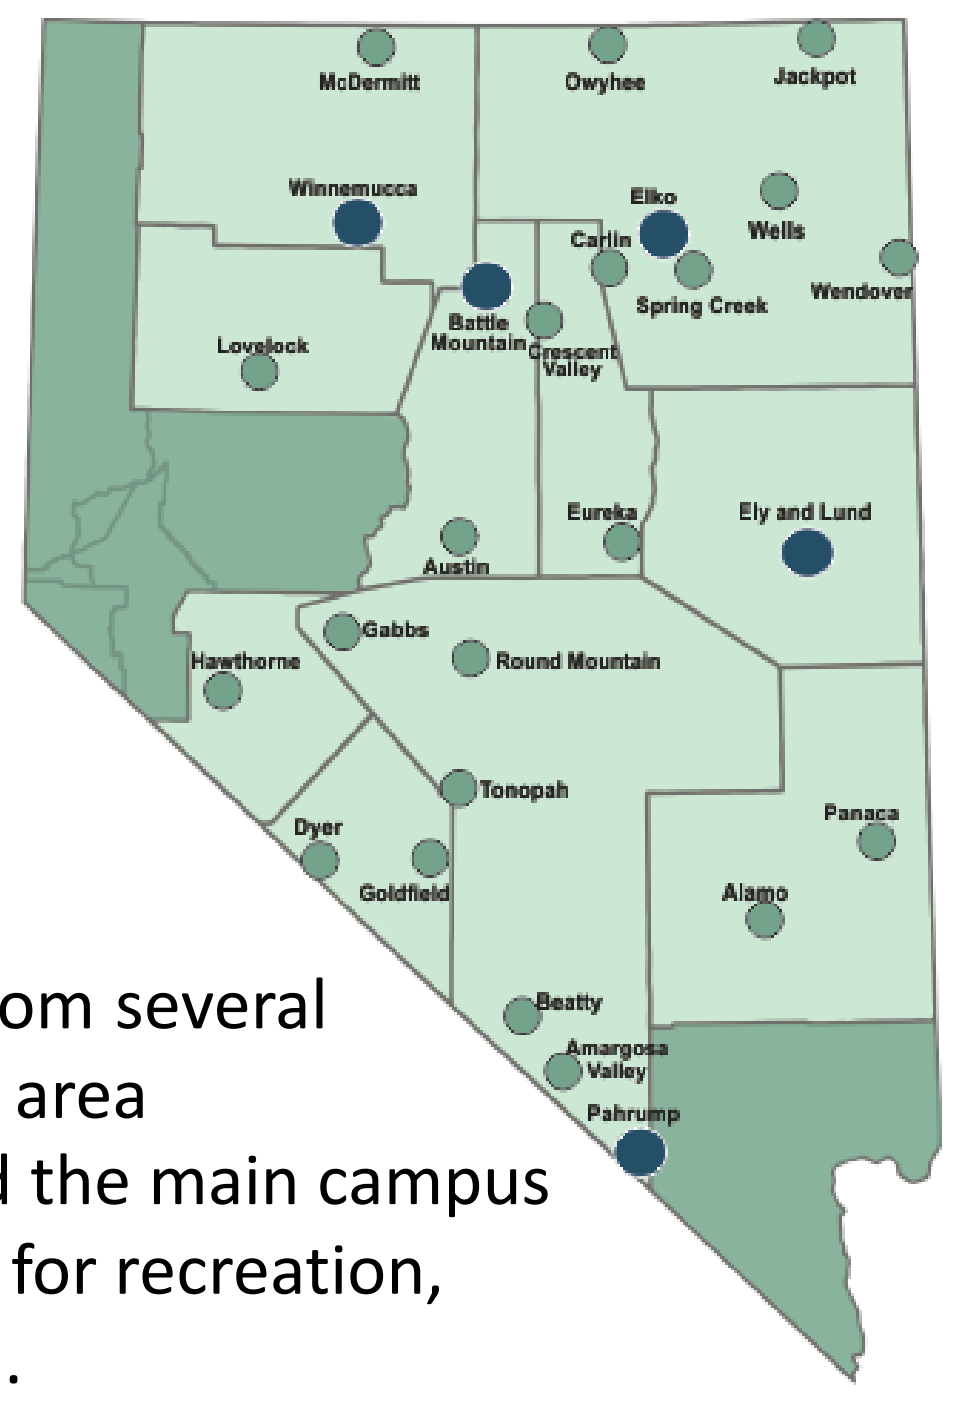 McDermitt
Owyhee
Jackpot
Winnemucca
Elko
Wells
Carlin
Spring Creek
Wendover
Battle
Mountain
Crescent
Valley
Lovelock
Eureka
Ely and Lund
Austin
Gabbs
Round Mountain
Hawthorne
Tonopah
Panaca
Dyer
Goldfield
Alamo
Beatty
Amargosa
Valley
Pahrump
om several
area
d the main campus
for recreation,
.